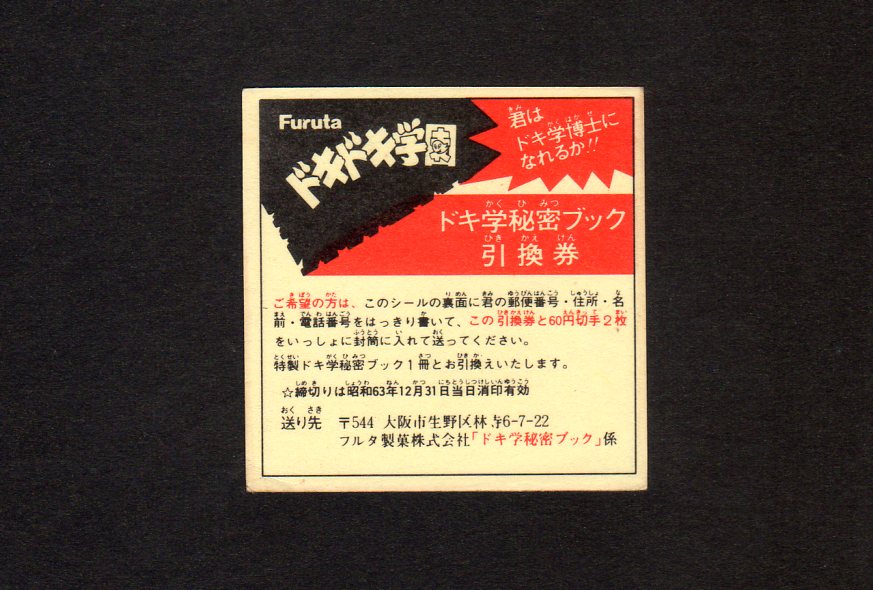 Furuta
ドキドキ学園
君は
ドキ学博士に
なれるか!!
ドキ学秘密ブック
引換券
ご希望の方は、このシールの裏面に君の郵便番号・住所・名
前・電話番号をはっきり書いて、この引換券と60円切手2枚
をいっしょに封筒に入れて送ってください。
特製ドキ学秘密ブック1冊とお引換えいたします。
☆締切りは昭和63年12月31日当日消印有効
送り先 〒544 大阪市生野区林寺6-7-22
フルタ製菓株式会社「ドキ学秘密ブック」係